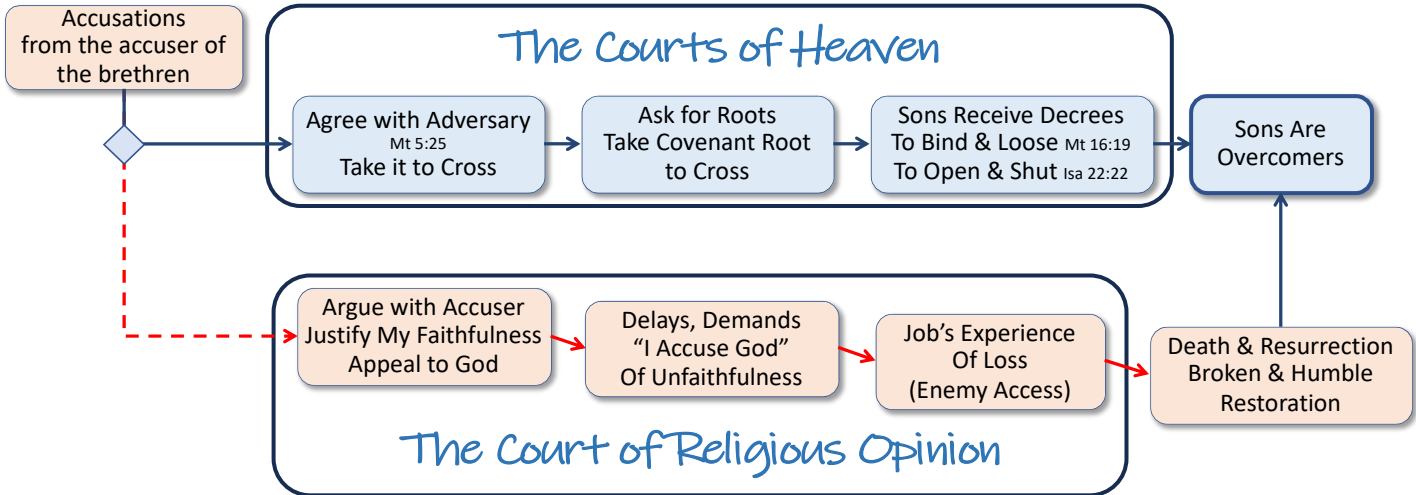 Accusations
from the accuser of
the brethren
The Courts of Heaven
Agree with Adversary
Mt 5:25
Take it to Cross
Ask for Roots
Take Covenant Root
to Cross
Sons Receive Decrees
To Bind & Loose Mt 16:19
To Open & Shut Isa 22:22
Sons Are
Overcomers
Argue with Accuser
Justify My Faithfulness
Appeal to God
Delays, Demands
“I Accuse God”
Of Unfaithfulness
Job’s Experience
Of Loss
(Enemy Access)
Death & Resurrection
Broken & Humble
Restoration
The Court of Religious Opinion